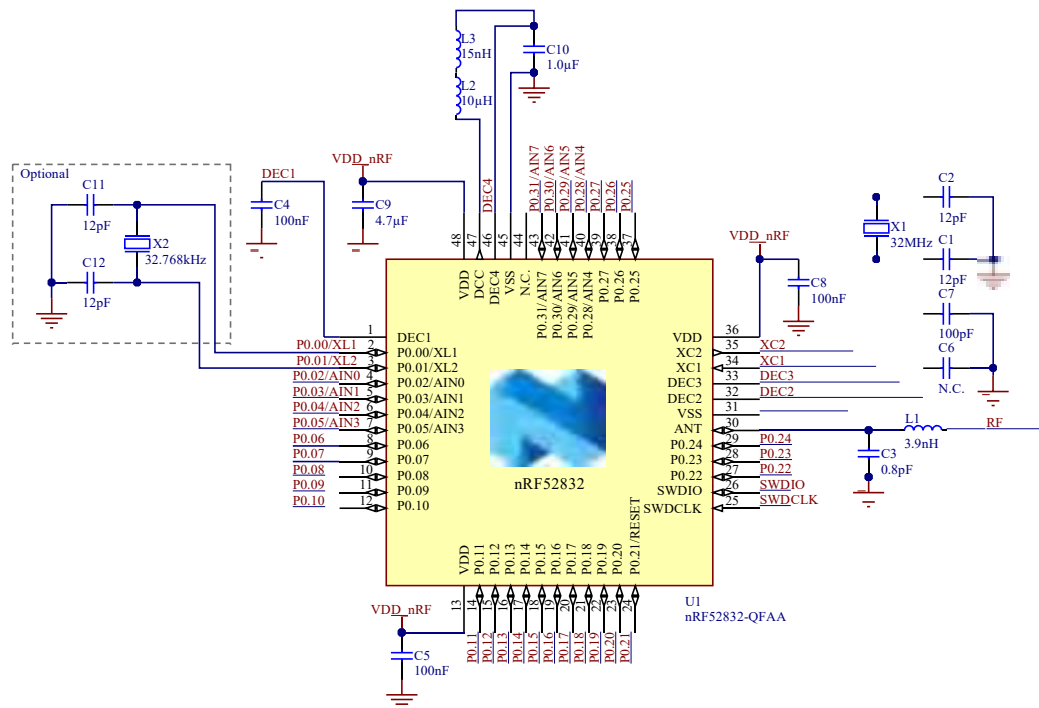 L3
15nH
L2
10µH
C10
1.0µF
Optional
C11
12pF
X2
32.768kHz
C12
12pF
DEC1
C4
100nF
VDD_nRF
C9
4.7µF
DEC4
P0.31/AIN7
P0.30/AIN6
P0.29/AIN5
P0.28/AIN4
P0.27
P0.26
P0.25
48
47
46
45
44
43
42
41
40
39
38
37
VDD
DCC
DEC4
VSS
N.C.
P0.31/AIN7
P0.30/AIN6
P0.29/AIN5
P0.28/AIN4
P0.27
P0.26
P0.25
VDD_nRF
C8
100nF
X1
32MHz
C2
12pF
C1
12pF
C7
100pF
C6
N.C.
1 DEC1
P0.00/XL1 2 P0.00/XL1
P0.01/XL2 3 P0.01/XL2
P0.02/AIN0 4 P0.02/AIN0
P0.03/AIN1 5 P0.03/AIN1
P0.04/AIN2 6 P0.04/AIN2
P0.05/AIN3 7 P0.05/AIN3
P0.06 8 P0.06
P0.07 9 P0.07
P0.08 10 P0.08
P0.09 11 P0.09
P0.10 12 P0.10
VDD 36
XC2 35 XC2
XC1 34 XC1
DEC3 33 DEC3
DEC2 32 DEC2
VSS 31
ANT 30
P0.24 29 P0.24
P0.23 28 P0.23
P0.22 27 P0.22
SWDIO 26 SWDIO
SWDCLK 25 SWDCLK
L1
3.9nH
RF
C3
0.8pF
nRF52832
VDD
P0.11
P0.12
P0.13
P0.14
P0.15
P0.16
P0.17
P0.18
P0.19
P0.20
P0.21/RESET
13
14
15
16
17
18
19
20
21
22
23
24
U1
nRF52832-QFAA
VDD_nRF
C5
100nF
P0.11
P0.12
P0.13
P0.14
P0.15
P0.16
P0.17
P0.18
P0.19
P0.20
P0.21